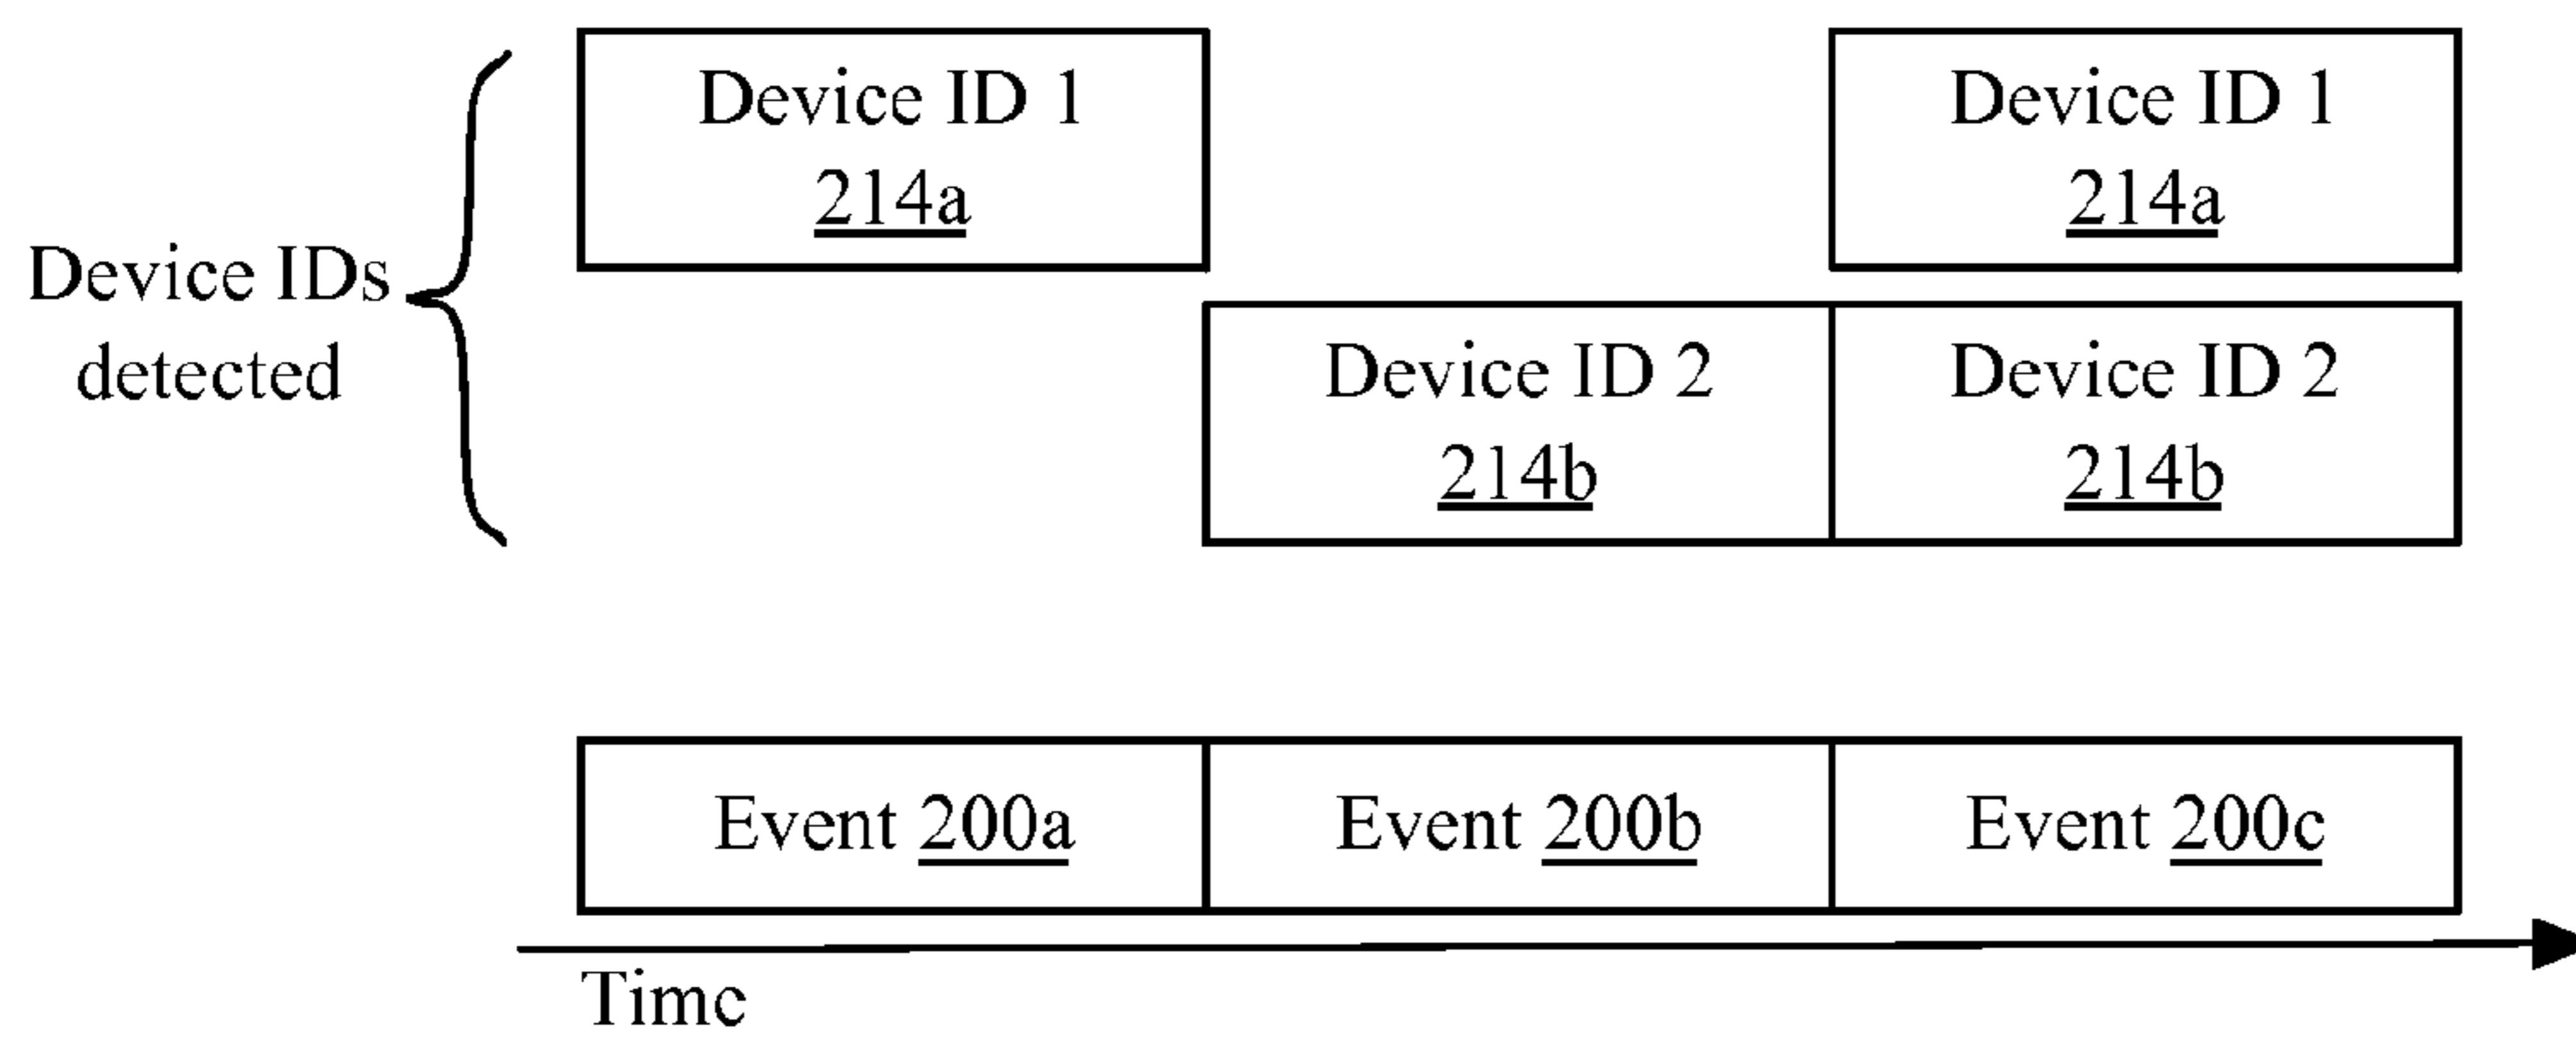 Device ID 1
214a
Device ID 1
214a
Device IDs
detected
Device ID 2
214b
Device ID 2
214b
Event 200a
Event 200b
Event 200c
Time